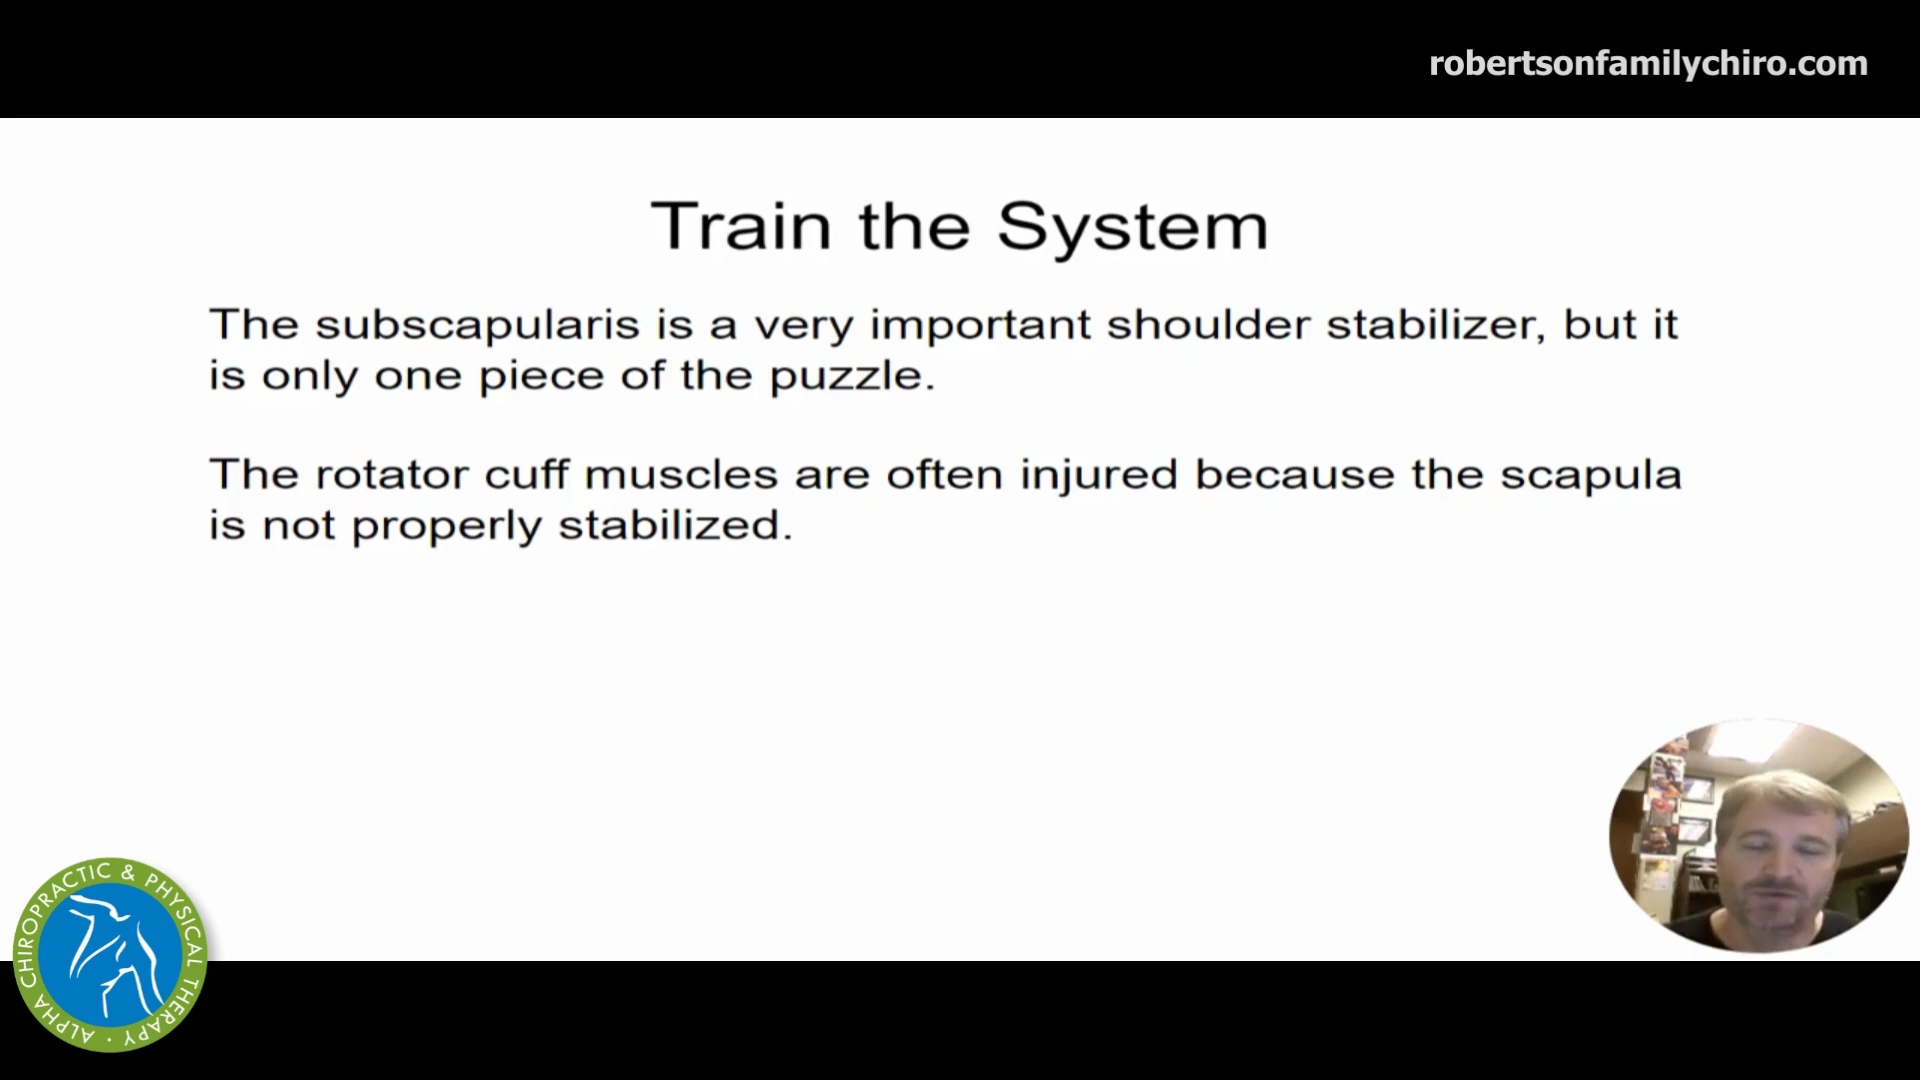 robertsonfamilychiro.com
Train the System
The subscapularis is a very important shoulder stabilizer, but it
is only one piece of the puzzle.
The rotator cuff muscles are often injured because the scapula
is not properly stabilized.
ALPHA CHIROPRACTIC & PHYSICAL THERAPY ·